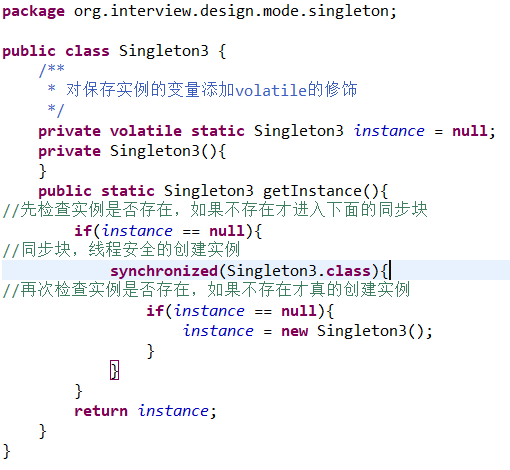 package org.interview.design.mode.singleton;
public class Singleton3 {
/**
* 对保存实例的变量添加volatile的修饰
*/
private volatile static Singleton3 instance = null;
private Singleton3(){
}
public static Singleton3 getInstance(){
//先检查实例是否存在，如果不存在才进入下面的同步块
if(instance == null){
//同步块，线程安全的创建实例
synchronized(Singleton3.class){
//再次检查实例是否存在，如果不存在才真的创建实例
if(instance == null){
instance = new Singleton3();
}
}
}
return instance;
}
}